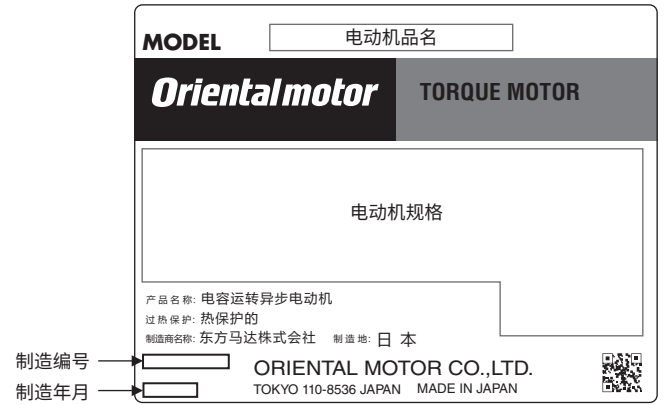 MODEL 电动机品名
Orientalmotor TORQUE MOTOR
电动机规格
产品名称: 电容运转异步电动机
过热保护: 热保护的
制造商名称: 东方马达株式会社 制造地: 日 本
制造编号
ORIENTAL MOTOR CO.,LTD.
制造年月
TOKYO 110-8536 JAPAN MADE IN JAPAN